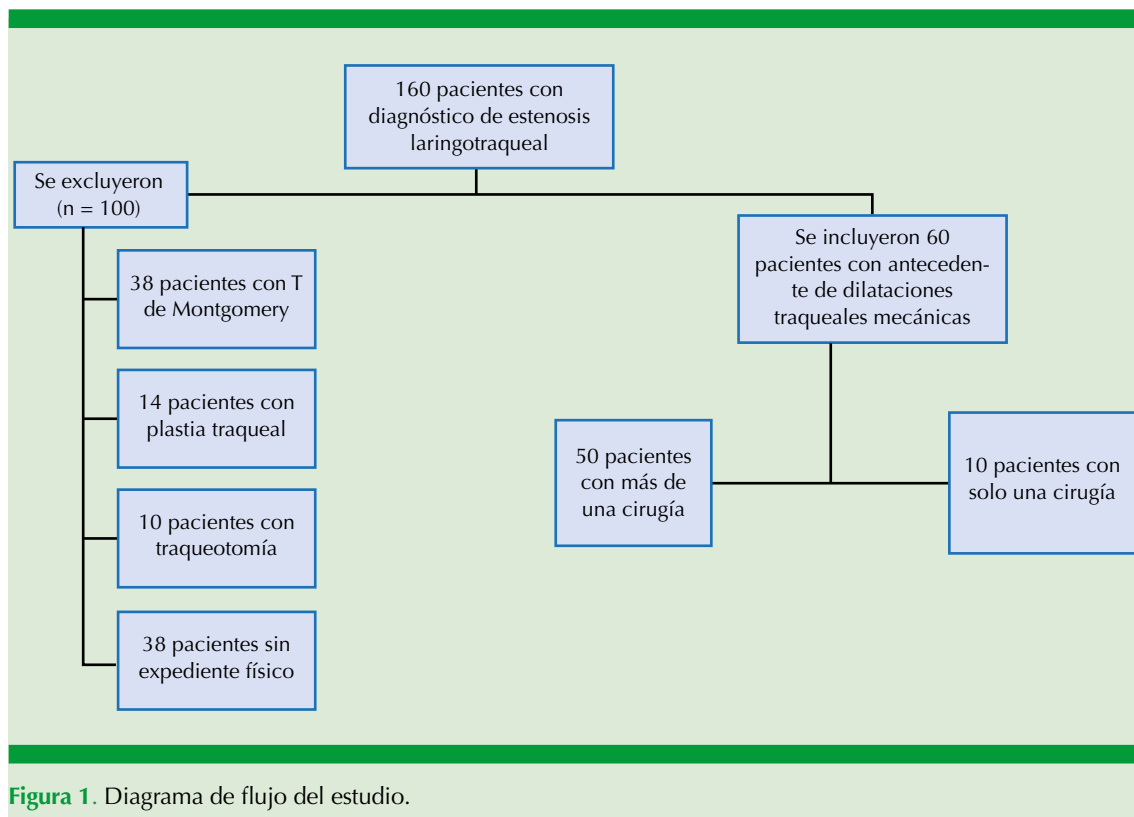 160 pacientes con
diagnóstico de estenosis
laringotraqueal
Se excluyeron
(n = 100)
38 pacientes con T
de Montgomery
14 pacientes con
plastia traqueal
10 pacientes con
traqueotomía
38 pacientes sin
expediente físico
Se incluyeron 60
pacientes con anteceden-
te de dilataciones
traqueales mecánicas
50 pacientes
con más de
una cirugía
10 pacientes con
solo una cirugía
Figura 1. Diagrama de flujo del estudio.